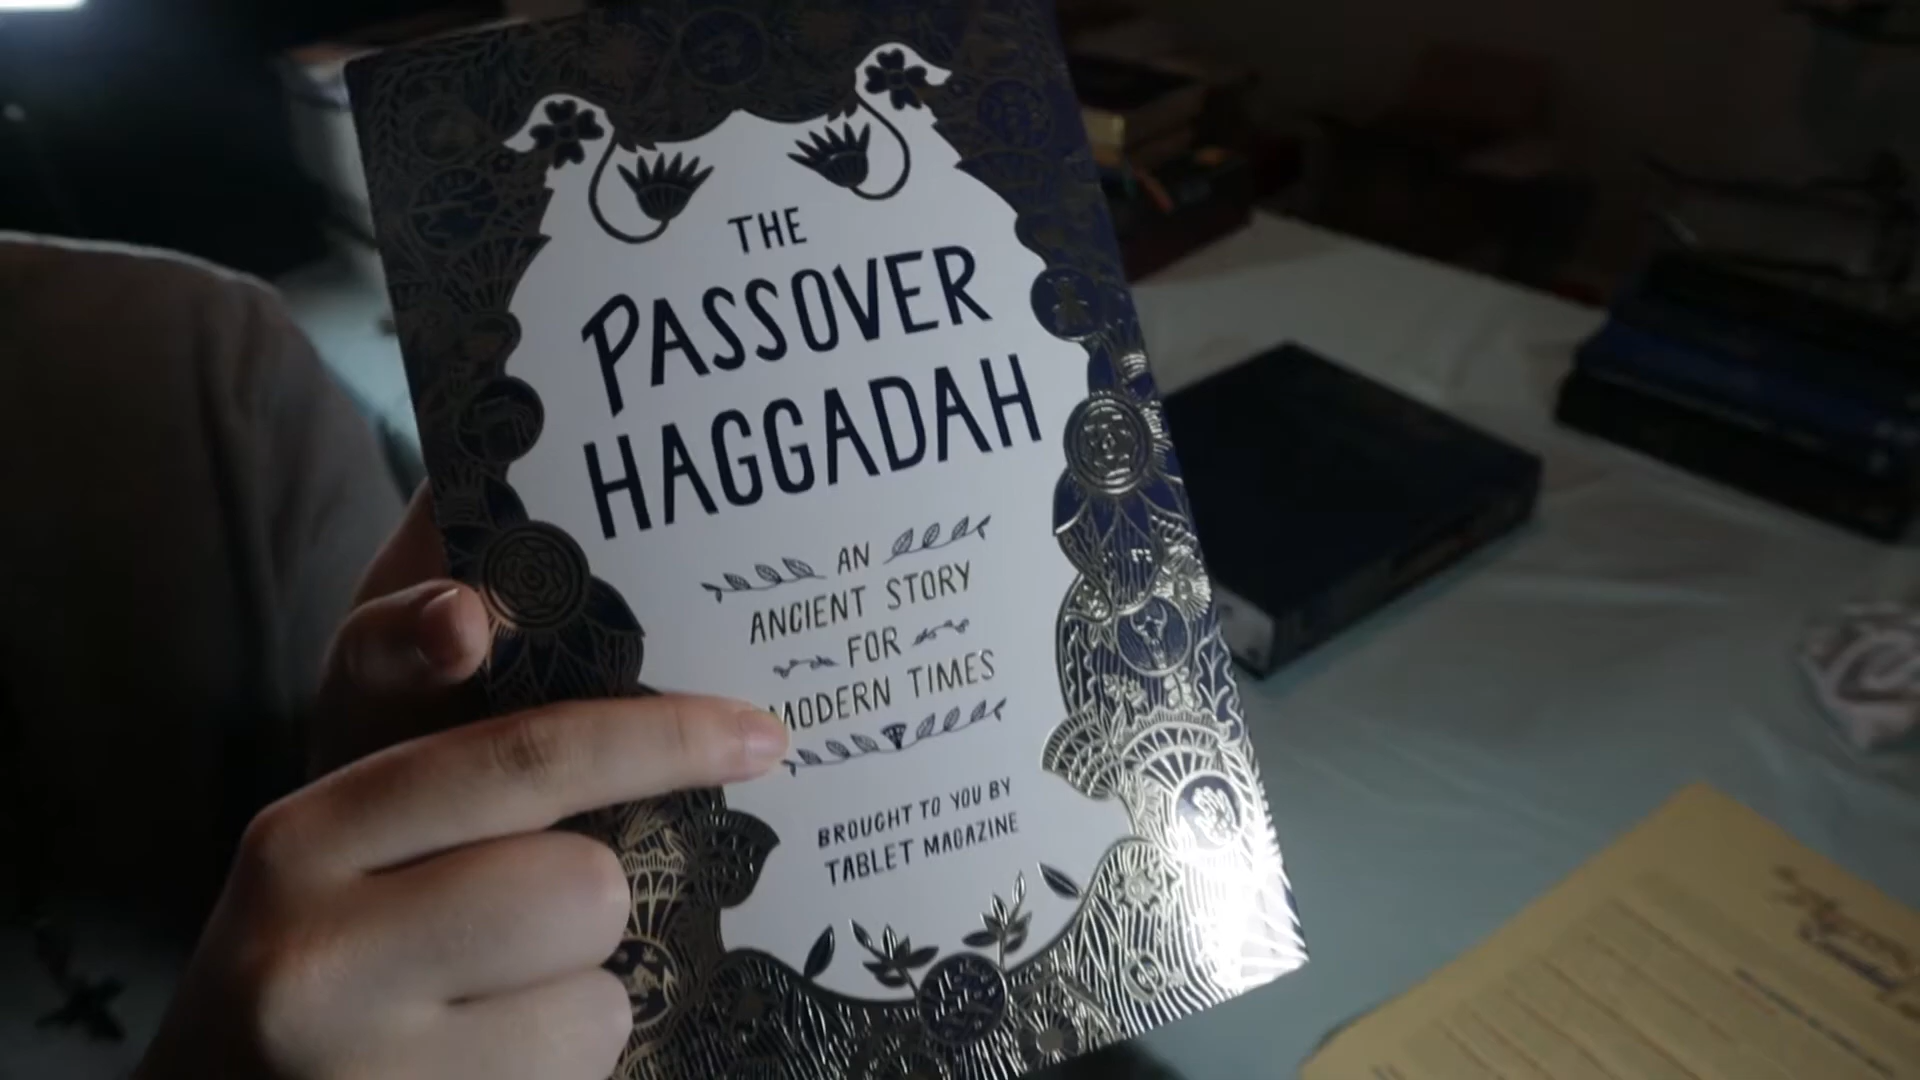 THE
PASSOVER
HAGGADAH
AN
ANCIENT STORY
FOR
MODERN TIMES
BROUGHT TO YOU BY
TABLET MAGAZINE